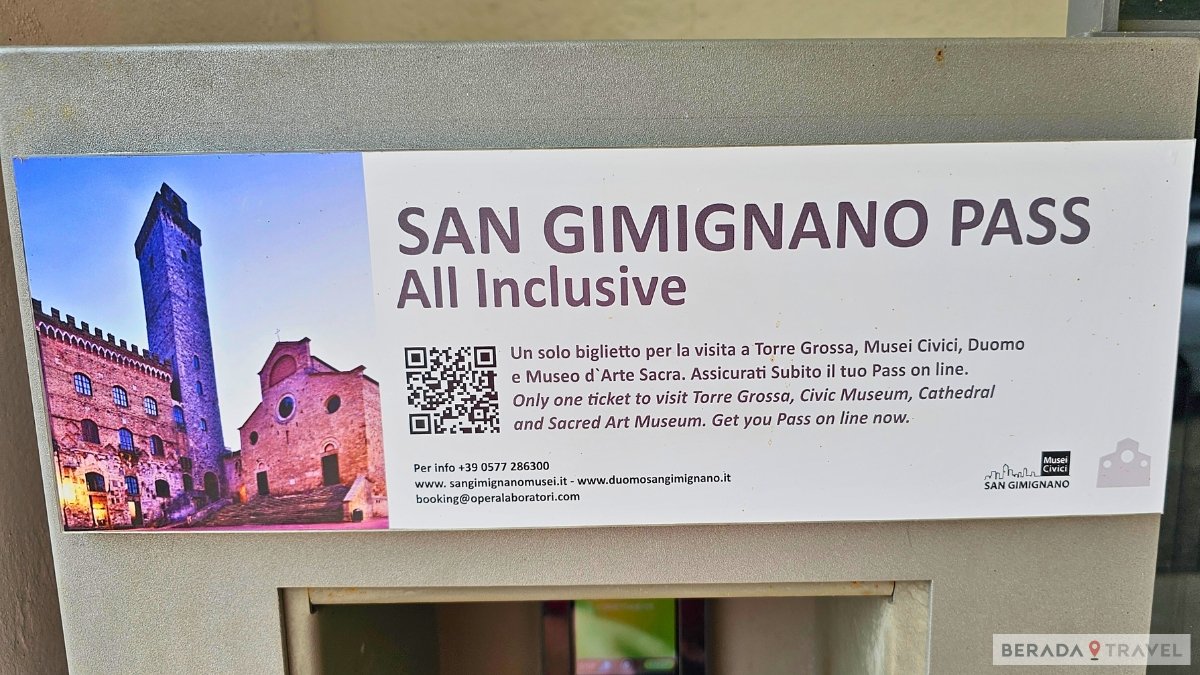 SAN GIMIGNANO PASS
All Inclusive
Un solo biglietto per la visita a Torre Grossa, Musei Civici, Duomo
e Museo d`Arte Sacra. Assicurati Subito il tuo Pass on line.
Only one ticket to visit Torre Grossa, Civic Museum, Cathedral
and Sacred Art Museum. Get you Pass on line now.
Per info +39 0577 286300
www. sangimignanomusei.it - www.duomosangimignano.it
booking@operalaboratori.com
Musei
Civici
SAN GIMIGNANO
BERADA TRAVEL